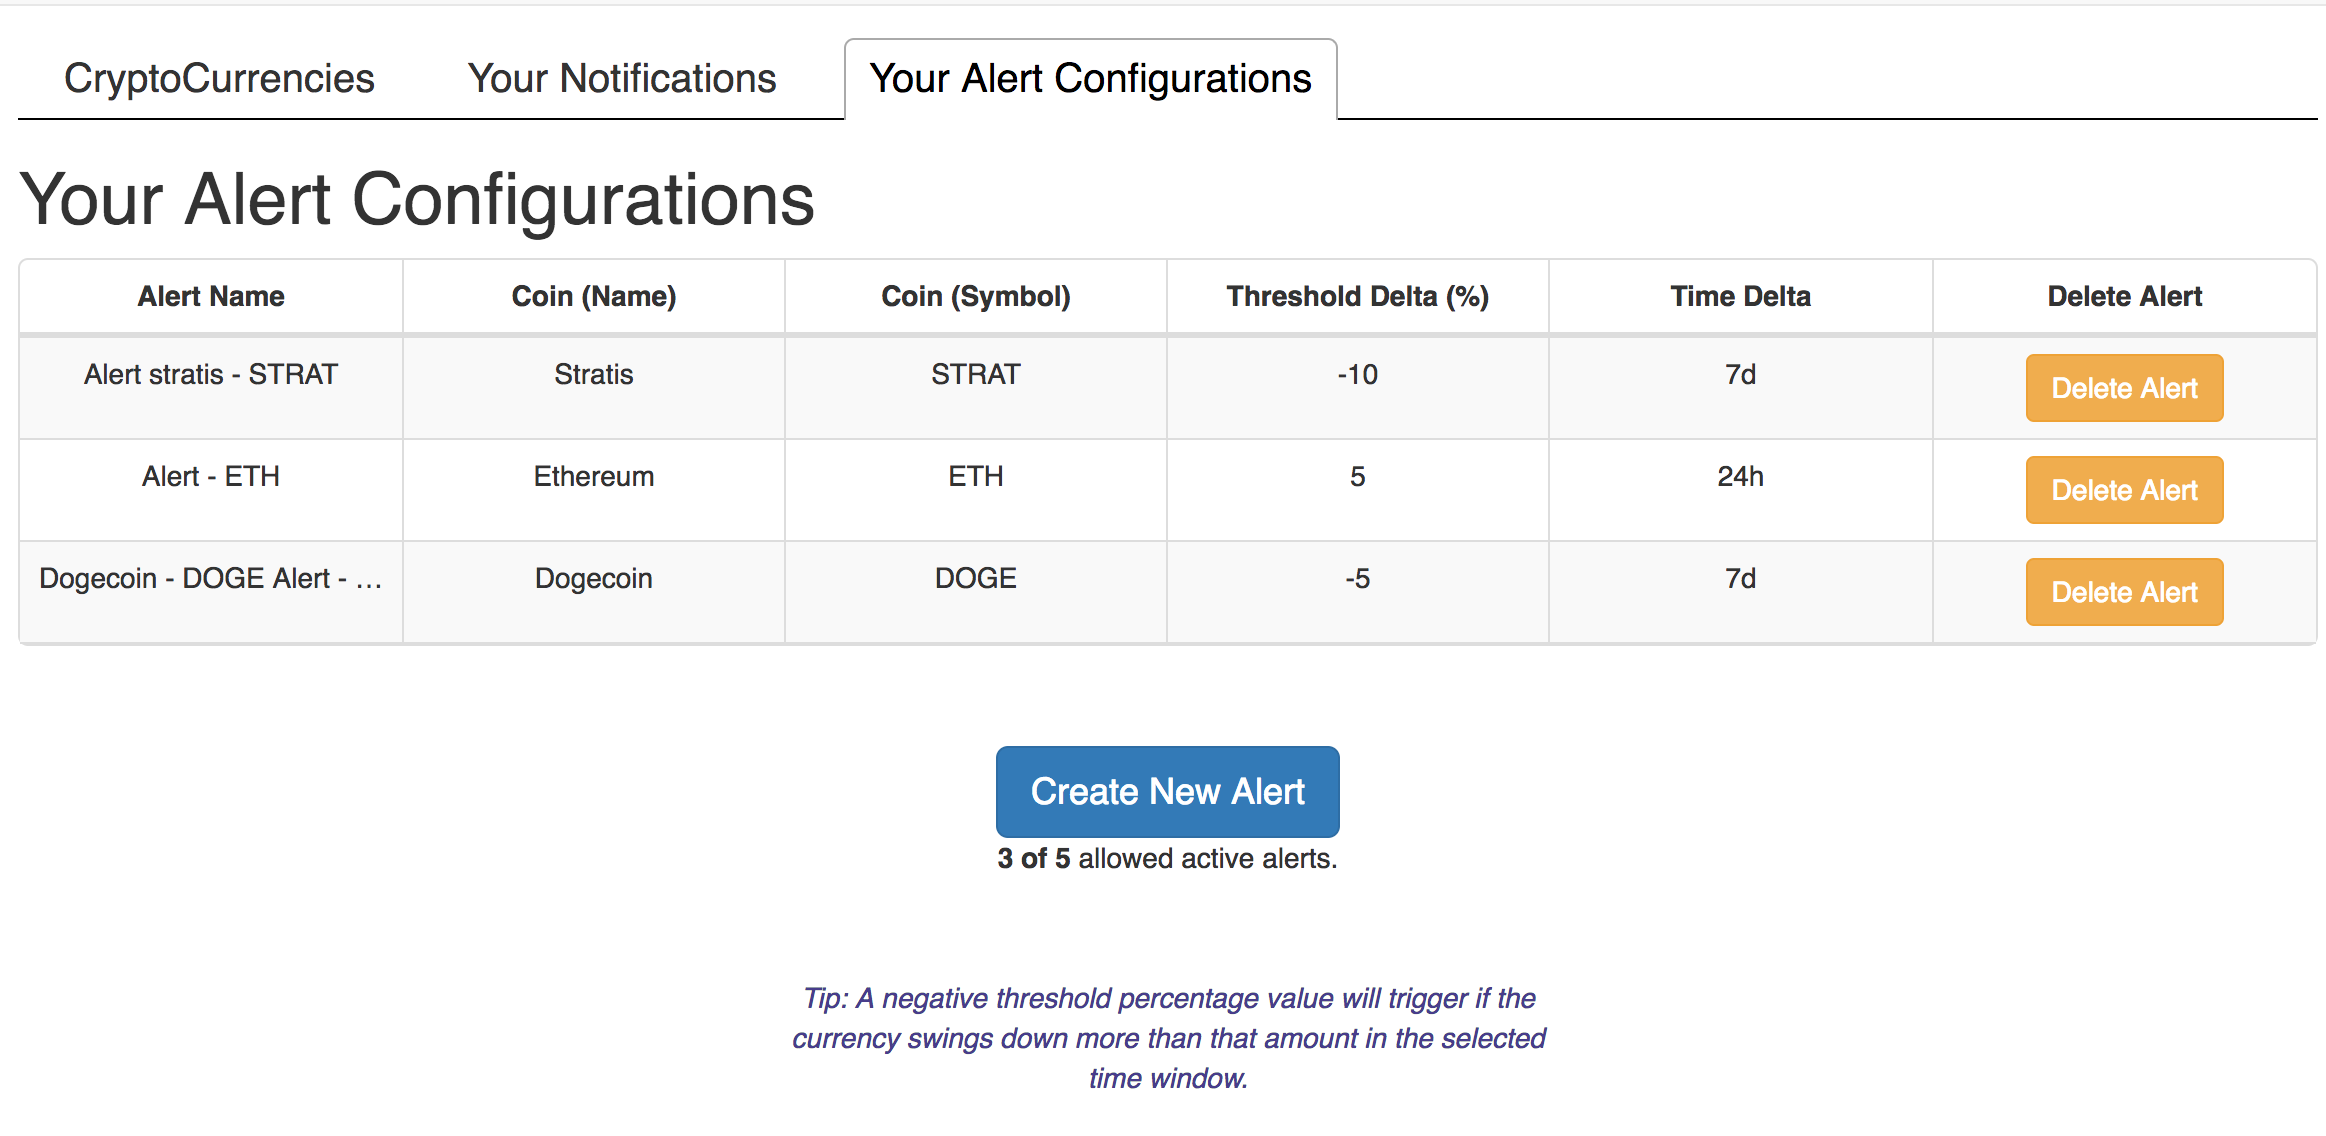 CryptoCurrencies Your Notifications Your Alert Configurations
Your Alert Configurations
Alert Name Coin (Name) Coin (Symbol) Threshold Delta (%) Time Delta Delete Alert
Alert stratis - STRAT Stratis STRAT -10 7d Delete Alert
Alert - ETH Ethereum ETH 5 24h Delete Alert
Dogecoin - DOGE Alert - ... Dogecoin DOGE -5 7d Delete Alert
Create New Alert
3 of 5 allowed active alerts.
Tip: A negative threshold percentage value will trigger if the
currency swings down more than that amount in the selected
time window.